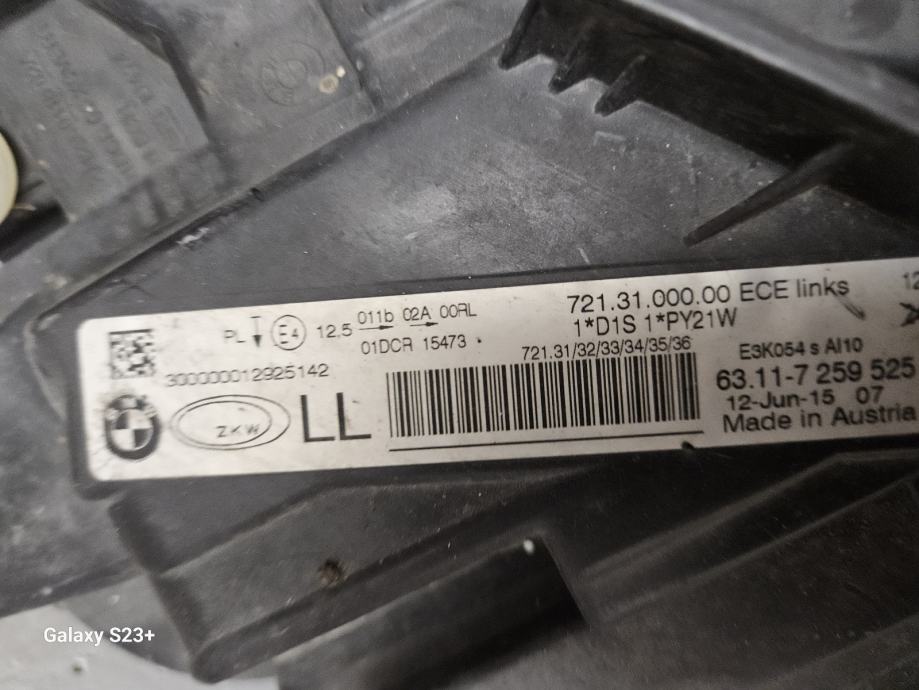 721.31.000.00 ECE links
1*D1S 1*PY21W
PL E4 12,5 011b 02A 00RL
01DCR 15473
721.31/32/33/34/35/36
E3K054 s AI10
300000012925142
63.11-7 259 525
12-Jun-15 07
Made in Austria
BMW
ZKW
LL
Galaxy S23+